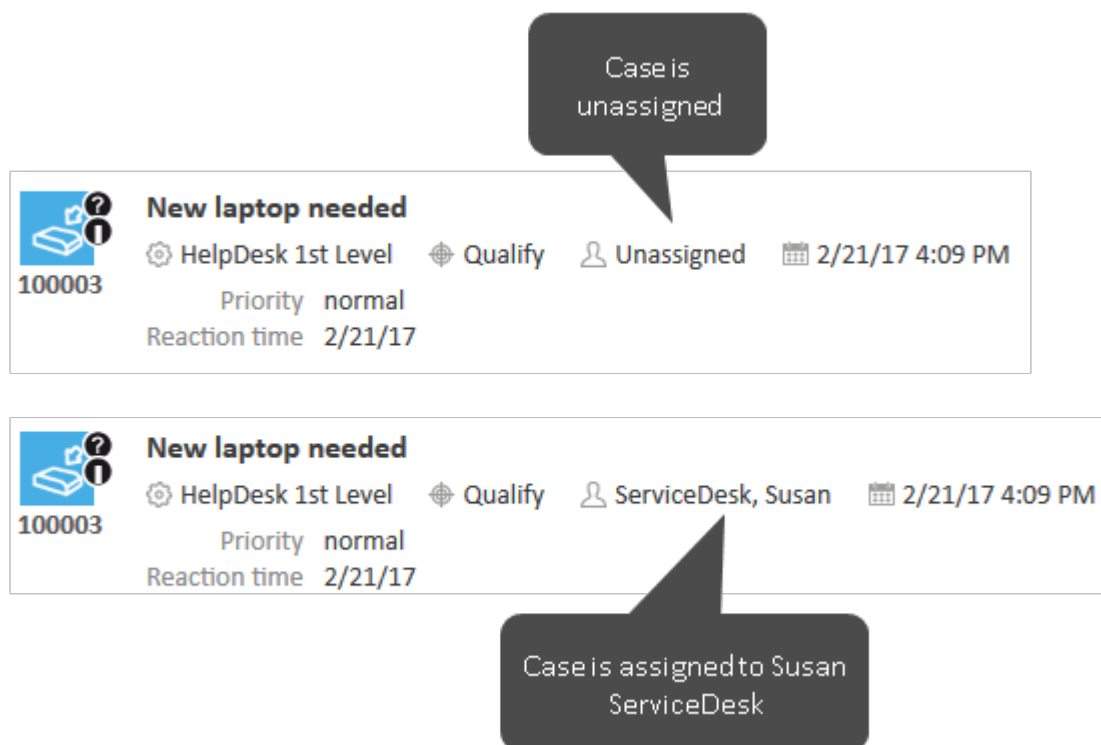 Case is
unassigned
New laptop needed
HelpDesk 1st Level Qualify Unassigned 2/21/17 4:09 PM
100003
Priority normal
Reaction time 2/21/17
New laptop needed
HelpDesk 1st Level Qualify ServiceDesk, Susan 2/21/17 4:09 PM
100003
Priority normal
Reaction time 2/21/17
Case is assigned to Susan
ServiceDesk